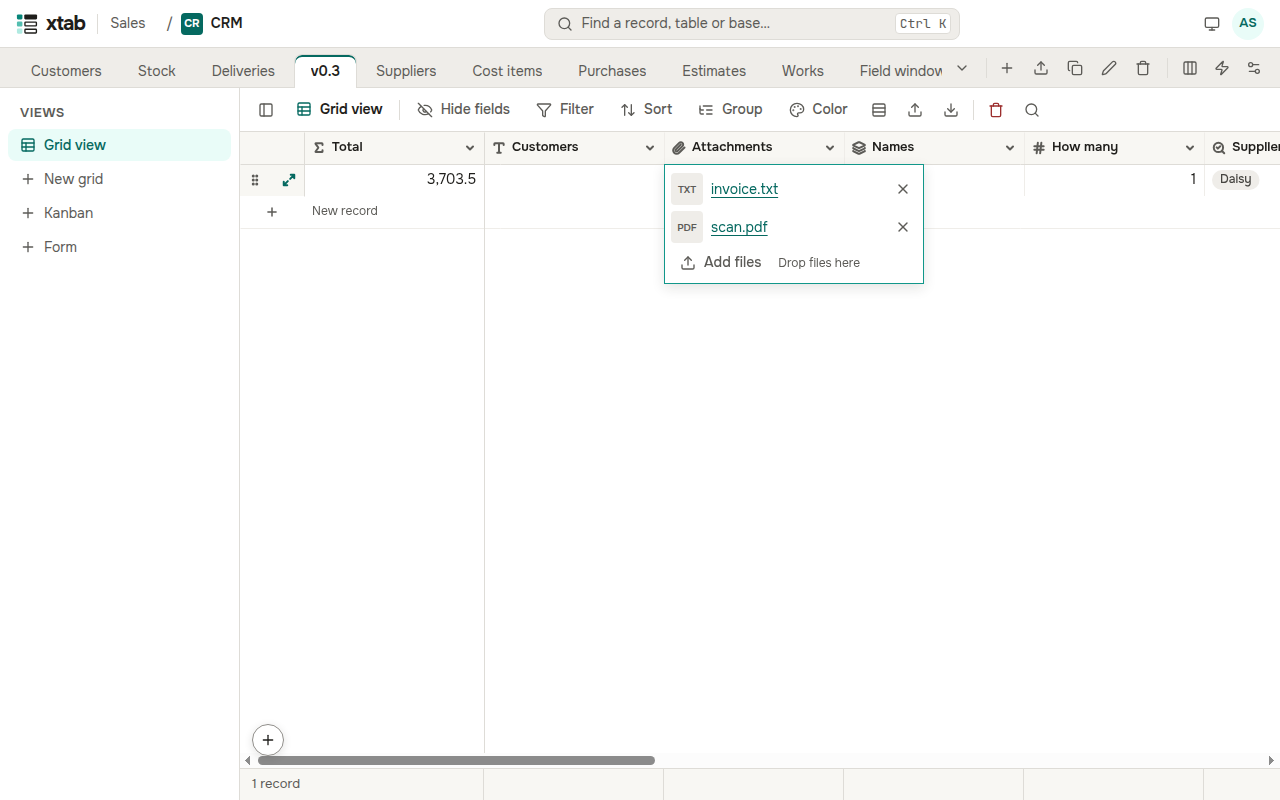 xtab
Sales / CR CRM
Find a record, table or base... Ctrl K
AS
Customers Stock Deliveries v0.3 Suppliers Cost items Purchases Estimates Works Field window
VIEWS
Grid view
New grid
Kanban
Form
Grid view Hide fields Filter Sort Group Color
Total Customers Attachments Names How many Supplier
3,703.5 1 Daisy
New record
TXT invoice.txt
PDF scan.pdf
Add files Drop files here
1 record